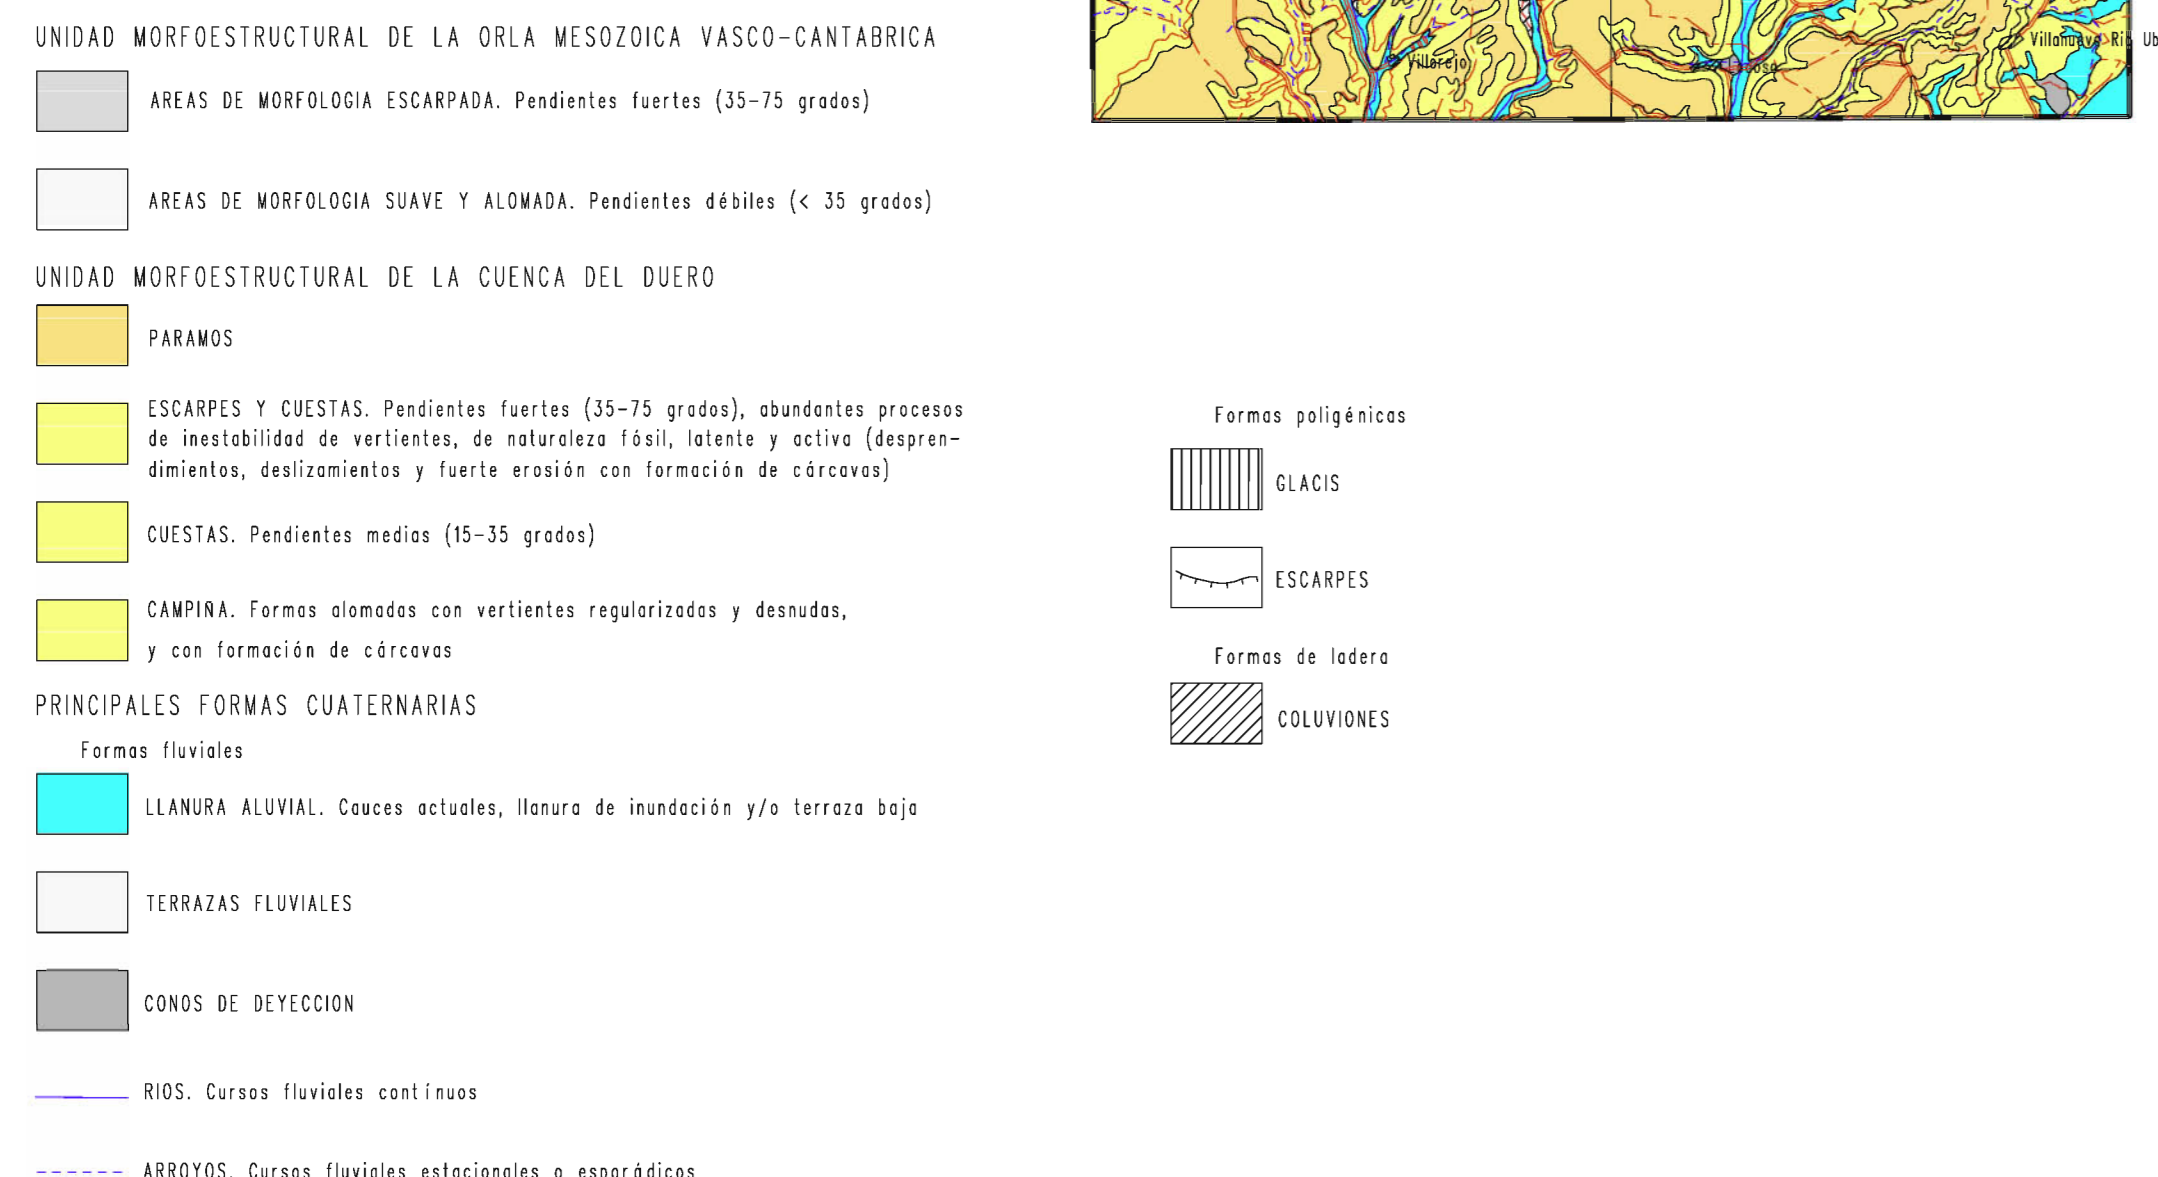 UNIDAD MORFOESTRUCTURAL DE LA ORLA MESOZOICA VASCO-CANTABRICA
AREAS DE MORFOLOGIA ESCARPADA. Pendientes fuertes (35-75 grados)
AREAS DE MORFOLOGIA SUAVE Y ALOMADA. Pendientes débiles (< 35 grados)
UNIDAD MORFOESTRUCTURAL DE LA CUENCA DEL DUERO
PARAMOS
ESCARPES Y CUESTAS. Pendientes fuertes (35-75 grados), abundantes procesos
de inestabilidad de vertientes, de naturaleza fósil, latente y activa (despren-
dimientos, deslizamientos y fuerte erosión con formación de cárcavas)
CUESTAS. Pendientes medias (15-35 grados)
CAMPIÑA. Formas alomadas con vertientes regularizadas y desnudas,
y con formación de cárcavas
PRINCIPALES FORMAS CUATERNARIAS
Formas fluviales
LLANURA ALUVIAL. Cauces actuales, llanura de inundación y/o terraza baja
TERRAZAS FLUVIALES
CONOS DE DEYECCION
RIOS. Cursos fluviales contínuos
ARROYOS. Cursos fluviales estacionales o esporádicos
Villorejo
Villanueva Rio Ub
Formas poligénicas
GLACIS
ESCARPES
Formas de ladera
COLUVIONES